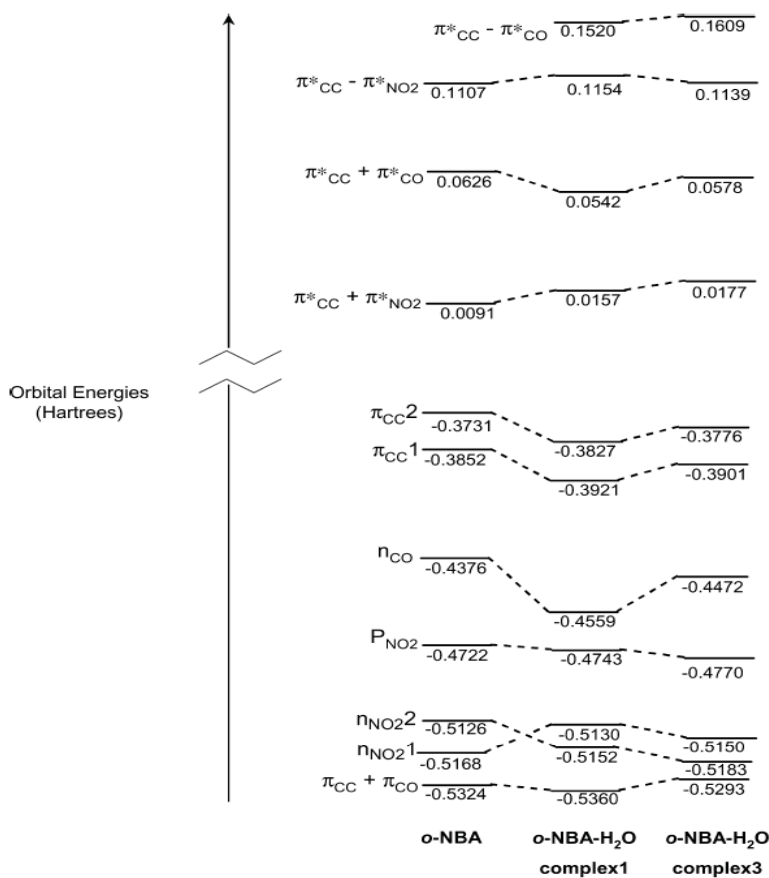 π*CC - π*CO 0.1520 0.1609
π*CC - π*NO2 0.1107 0.1154 0.1139
π*CC + π*CO 0.0626 0.0542 0.0578
π*CC + π*NO2 0.0091 0.0157 0.0177
Orbital Energies
(Hartrees)
πCC2 -0.3731 -0.3827 -0.3776
πCC1 -0.3852 -0.3921 -0.3901
nCO -0.4376 -0.4559 -0.4472
PNO2 -0.4722 -0.4743 -0.4770
nNO22 -0.5126 -0.5130 -0.5150
nNO21 -0.5168 -0.5152 -0.5183
πCC + πCO -0.5324 -0.5360 -0.5293
o-NBA o-NBA-H2O o-NBA-H2O
complex1 complex3